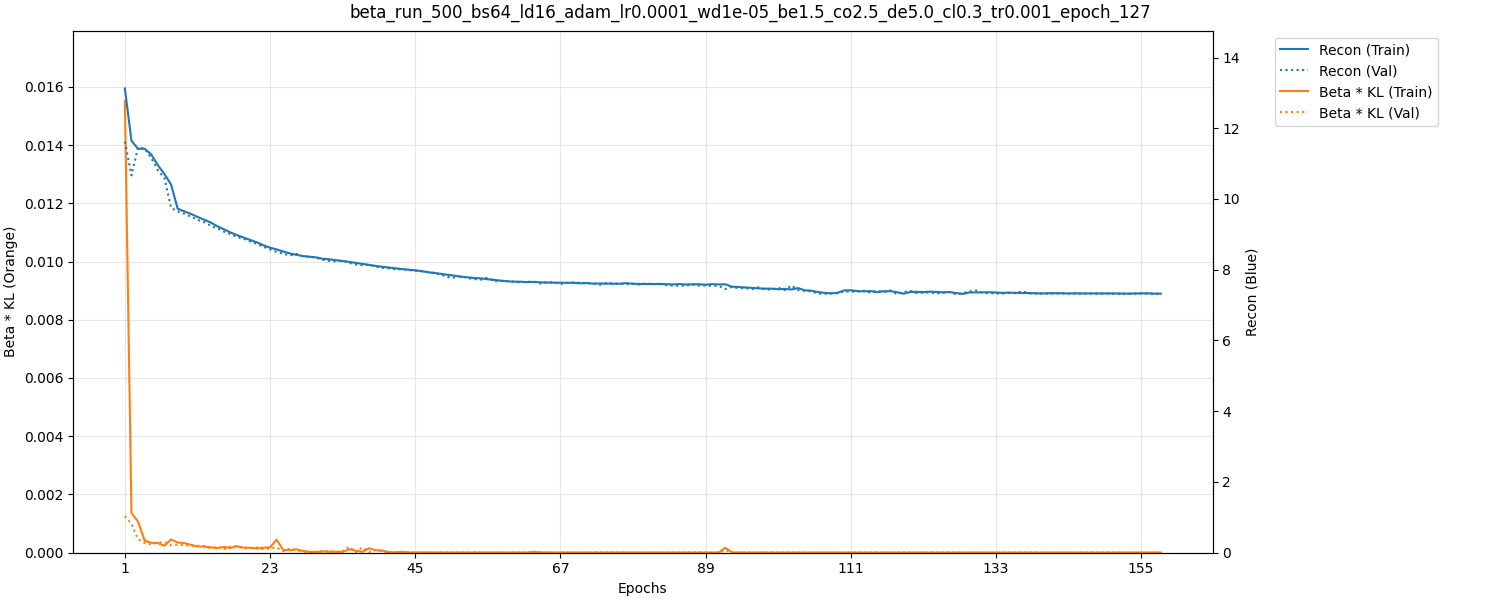 beta_run_500_bs64_ld16_adam_lr0.0001_wd1e-05_be1.5_co2.5_de5.0_cl0.3_tr0.001_epoch_127
Beta * KL (Orange)
0.016
0.014
0.012
0.010
0.008
0.006
0.004
0.002
0.000
1 23 45 67 89 111 133 155
Epochs
14
12
10
8
6
4
2
0
Recon (Blue)
Recon (Train)
Recon (Val)
Beta * KL (Train)
Beta * KL (Val)